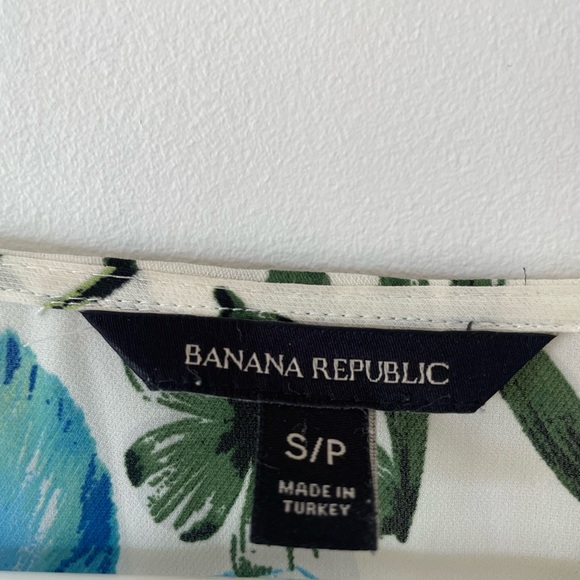 BANANA REPUBLIC
S/P
MADE IN
TURKEY